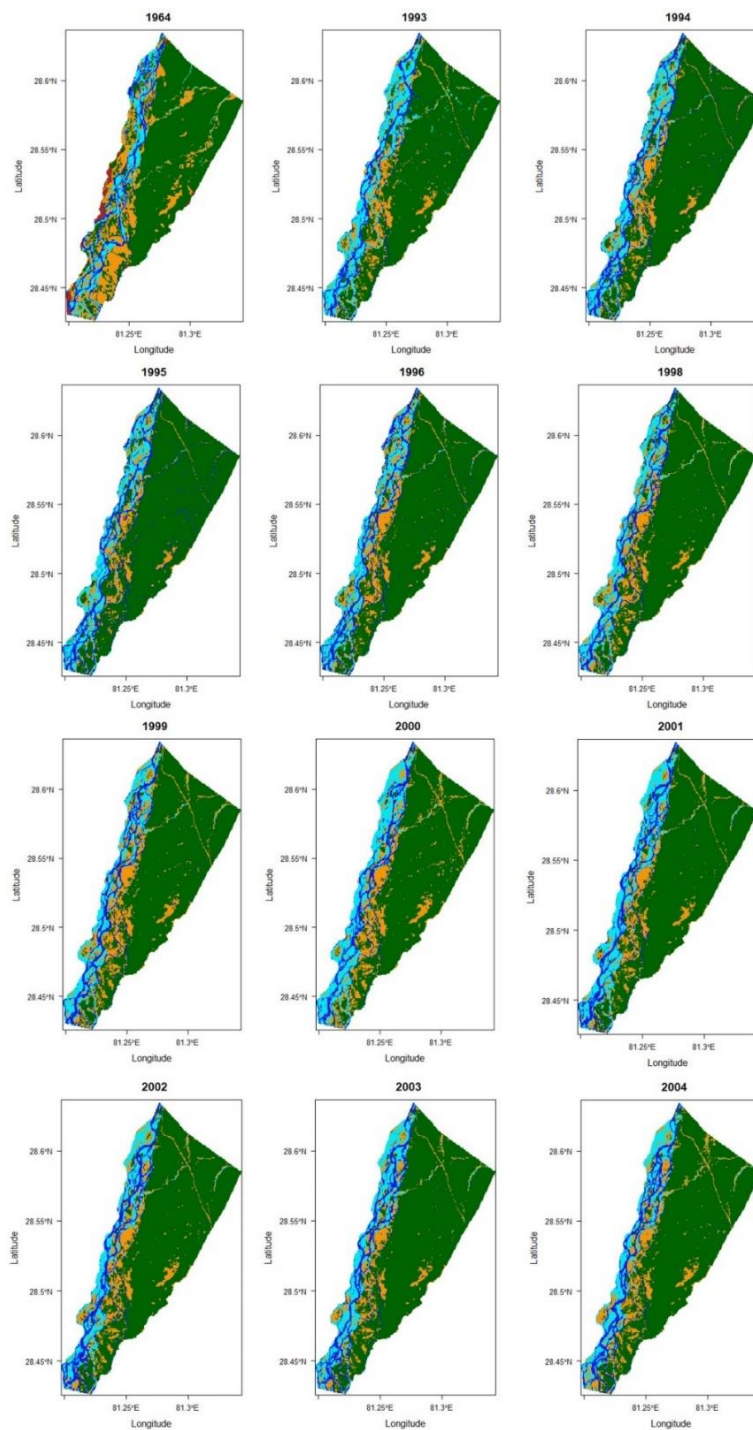 1964 1993 1994
28.6°N 28.6°N 28.6°N
28.55°N 28.55°N 28.55°N
Latitude Latitude Latitude
28.5°N 28.5°N 28.5°N
28.45°N 28.45°N 28.45°N
81.25°E 81.3°E 81.25°E 81.3°E 81.25°E 81.3°E
Longitude Longitude Longitude
1995 1996 1998
28.6°N 28.6°N 28.6°N
28.55°N 28.55°N 28.55°N
Latitude Latitude Latitude
28.5°N 28.5°N 28.5°N
28.45°N 28.45°N 28.45°N
81.25°E 81.3°E 81.25°E 81.3°E 81.25°E 81.3°E
Longitude Longitude Longitude
1999 2000 2001
28.6°N 28.6°N 28.6°N
28.55°N 28.55°N 28.55°N
Latitude Latitude Latitude
28.5°N 28.5°N 28.5°N
28.45°N 28.45°N 28.45°N
81.25°E 81.3°E 81.25°E 81.3°E 81.25°E 81.3°E
Longitude Longitude Longitude
2002 2003 2004
28.6°N 28.6°N 28.6°N
28.55°N 28.55°N 28.55°N
Latitude Latitude Latitude
28.5°N 28.5°N 28.5°N
28.45°N 28.45°N 28.45°N
81.25°E 81.3°E 81.25°E 81.3°E 81.25°E 81.3°E
Longitude Longitude Longitude